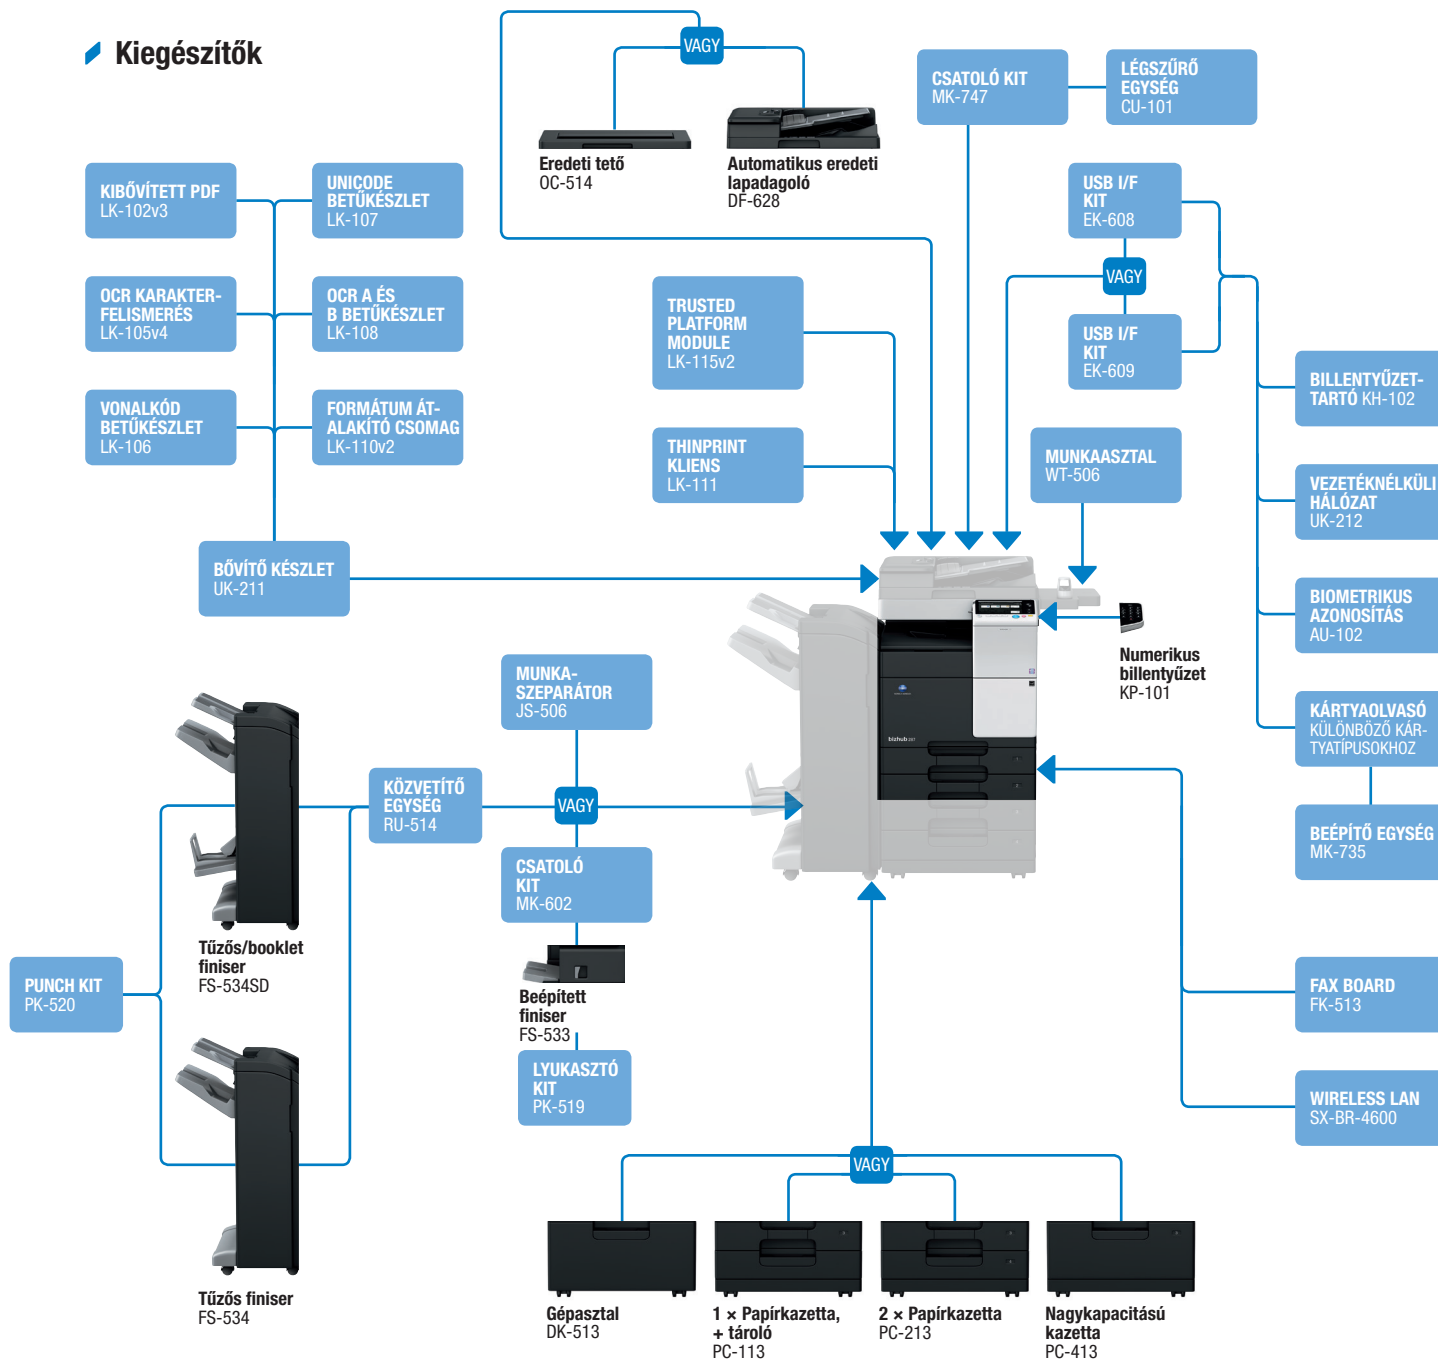 Kiegészítők
VAGY
Eredeti tető
OC-514
Automatikus eredeti
lapadagoló
DF-628
CSATOLÓ KIT
MK-747
LÉGSZŰRŐ
EGYSÉG
CU-101
KIBŐVÍTETT PDF
LK-102v3
UNICODE
BETŰKÉSZLET
LK-107
OCR KARAKTER-
FELISMERÉS
LK-105v4
OCR A ÉS
B BETŰKÉSZLET
LK-108
VONALKÓD
BETŰKÉSZLET
LK-106
FORMÁTUM ÁT-
ALAKÍTÓ CSOMAG
LK-110v2
BŐVÍTŐ KÉSZLET
UK-211
TRUSTED
PLATFORM
MODULE
LK-115v2
THINPRINT
KLIENS
LK-111
USB I/F
KIT
EK-608
VAGY
USB I/F
KIT
EK-609
MUNKAASZTAL
WT-506
BILLENTYŰZET-
TARTÓ KH-102
VEZETÉKNÉLKÜLI
HÁLÓZAT
UK-212
BIOMETRIKUS
AZONOSÍTÁS
AU-102
KÁRTYAOLVASÓ
KÜLÖNBÖZŐ KÁR-
TYATÍPUSOKHOZ
BEÉPÍTŐ EGYSÉG
MK-735
Numerikus
billentyűzet
KP-101
bizhub
MUNKA-
SZEPARÁTOR
JS-506
KÖZVETÍTŐ
EGYSÉG
RU-514
VAGY
CSATOLÓ
KIT
MK-602
Beépített
finiser
FS-533
LYUKASZTÓ
KIT
PK-519
Tűzős/booklet
finiser
FS-534SD
PUNCH KIT
PK-520
Tűzős finiser
FS-534
FAX BOARD
FK-513
WIRELESS LAN
SX-BR-4600
VAGY
Gépasztal
DK-513
1 × Papírkazetta,
+ tároló
PC-113
2 × Papírkazetta
PC-213
Nagykapacitású
kazetta
PC-413